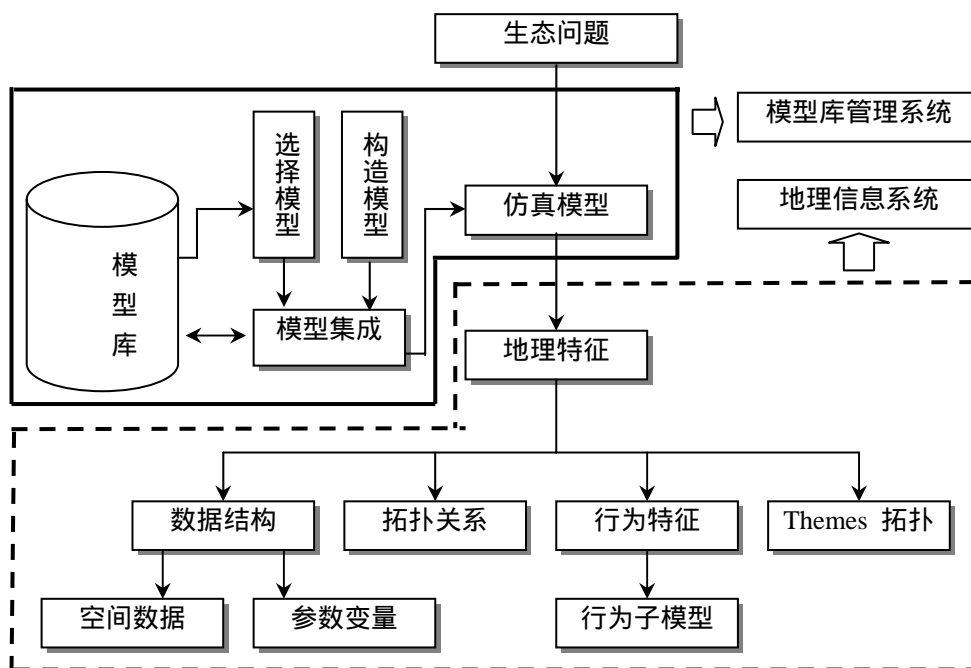 生态问题
模型库管理系统
选择模型
构造模型
地理信息系统
仿真模型
模型库
模型集成
地理特征
数据结构
拓扑关系
行为特征
Themes 拓扑
空间数据
参数变量
行为子模型